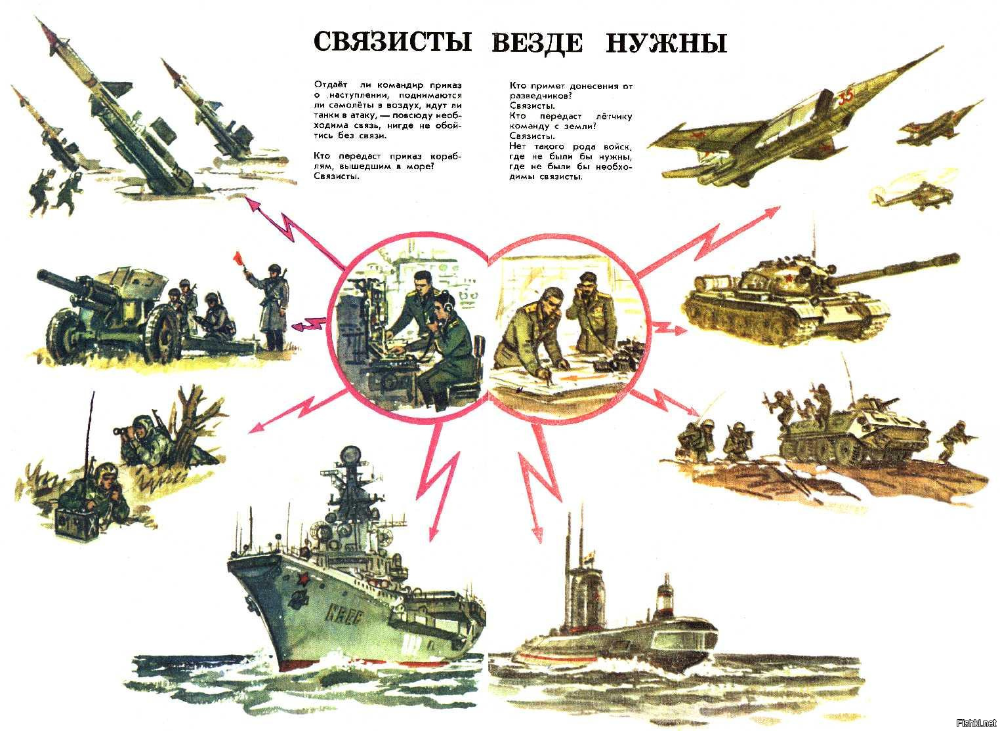 СВЯЗИСТЫ ВЕЗДЕ НУЖНЫ
Отдаёт ли командир приказ
о наступлении, поднимаются
ли самолёты в воздух, идут ли
танки в атаку, — повсюду необ-
ходима связь, нигде не обой-
тись без связи.
Кто передаст приказ кораб-
лям, вышедшим в море?
Связисты.
Кто примет донесения от
разведчиков?
Связисты.
Кто передаст лётчику
команду с земли?
Связисты.
Нет такого рода войск,
где не были бы нужны,
где не были бы необхо-
димы связисты.
35
Fishki.net